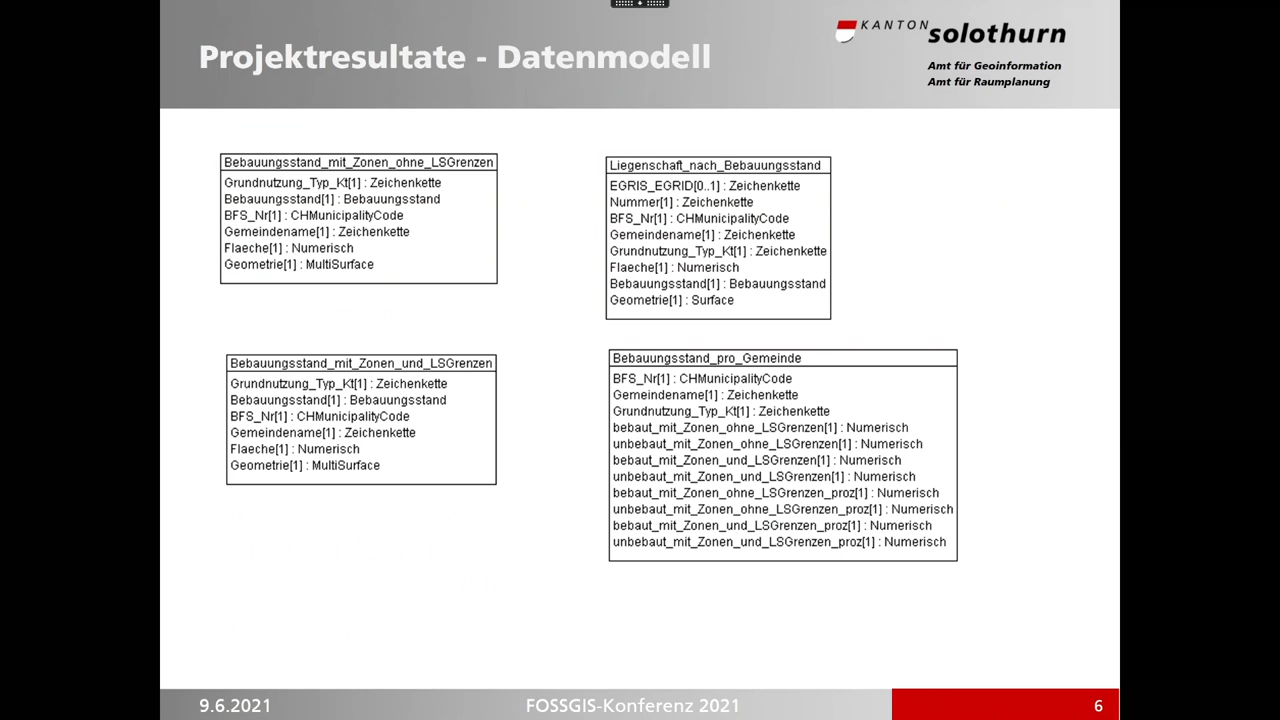 Projektresultate - Datenmodell
KANTON solothurn
Amt für Geoinformation
Amt für Raumplanung
Bebauungsstand_mit_Zonen_ohne_LSGrenzen
Grundnutzung_Typ_Kt[1] : Zeichenkette
Bebauungsstand[1] : Bebauungsstand
BFS_Nr[1] : CHMunicipalityCode
Gemeindename[1] : Zeichenkette
Flaeche[1] : Numerisch
Geometrie[1] : MultiSurface
Liegenschaft_nach_Bebauungsstand
EGRIS_EGRID[0..1] : Zeichenkette
Nummer[1] : Zeichenkette
BFS_Nr[1] : CHMunicipalityCode
Gemeindename[1] : Zeichenkette
Grundnutzung_Typ_Kt[1] : Zeichenkette
Flaeche[1] : Numerisch
Bebauungsstand[1] : Bebauungsstand
Geometrie[1] : Surface
Bebauungsstand_mit_Zonen_und_LSGrenzen
Grundnutzung_Typ_Kt[1] : Zeichenkette
Bebauungsstand[1] : Bebauungsstand
BFS_Nr[1] : CHMunicipalityCode
Gemeindename[1] : Zeichenkette
Flaeche[1] : Numerisch
Geometrie[1] : MultiSurface
Bebauungsstand_pro_Gemeinde
BFS_Nr[1] : CHMunicipalityCode
Gemeindename[1] : Zeichenkette
Grundnutzung_Typ_Kt[1] : Zeichenkette
bebaut_mit_Zonen_ohne_LSGrenzen[1] : Numerisch
unbebaut_mit_Zonen_ohne_LSGrenzen[1] : Numerisch
bebaut_mit_Zonen_und_LSGrenzen[1] : Numerisch
unbebaut_mit_Zonen_und_LSGrenzen[1] : Numerisch
bebaut_mit_Zonen_ohne_LSGrenzen_proz[1] : Numerisch
unbebaut_mit_Zonen_ohne_LSGrenzen_proz[1] : Numerisch
bebaut_mit_Zonen_und_LSGrenzen_proz[1] : Numerisch
unbebaut_mit_Zonen_und_LSGrenzen_proz[1] : Numerisch
9.6.2021
FOSSGIS-Konferenz 2021
6